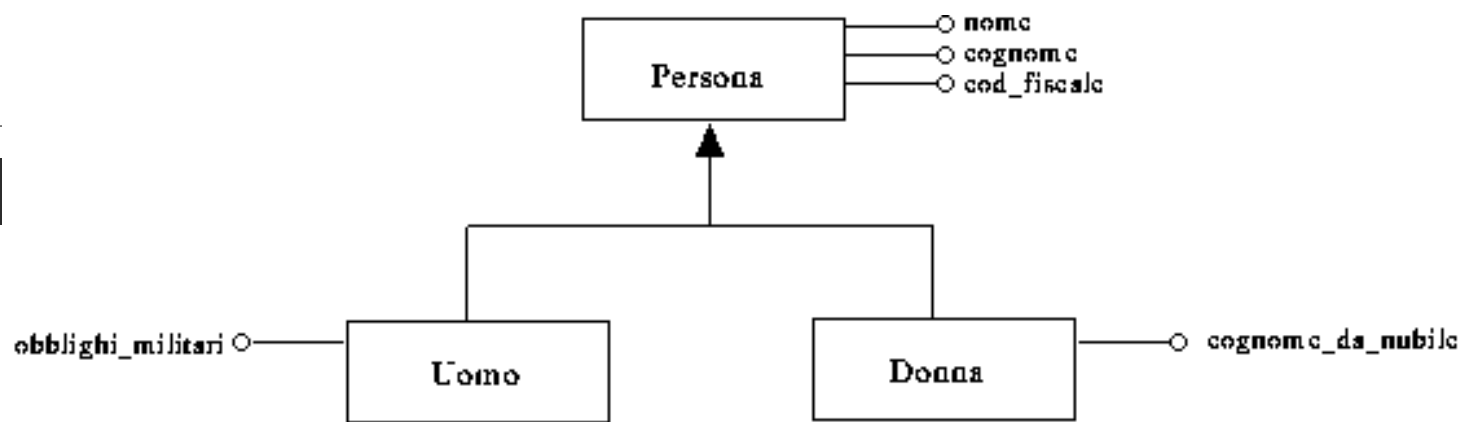 nome
cognome
cod_fiscale
Persona
obblighi_militari
Uomo
Donna
cognome_da_nubile